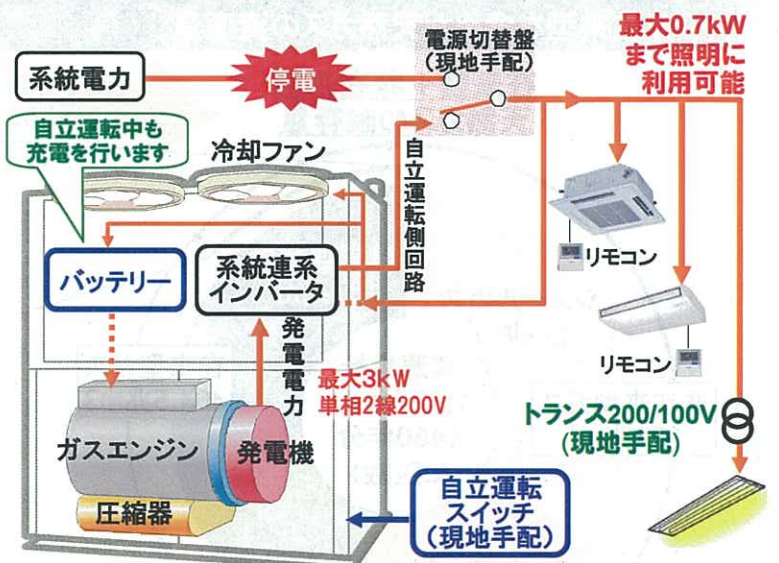 系統電力
停電
電源切替盤
(現地手配)
最大0.7kW
まで照明に
利用可能
自立運転中も
充電を行います
冷却ファン
自立運転側回路
バッテリー
系統連系
インバータ
リモコン
リモコン
発電電力
最大3kW
単相2線200V
ガスエンジン
発電機
圧縮器
トランス200/100V
(現地手配)
自立運転
スイッチ
(現地手配)